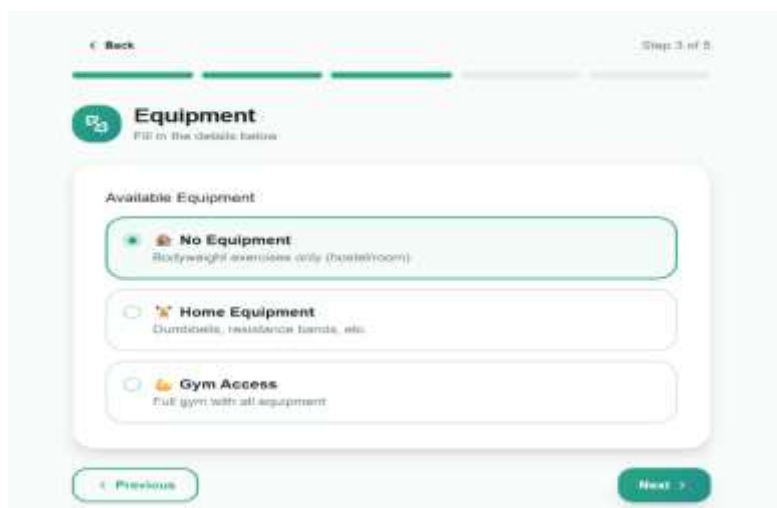 Back
Step 3 of 5
Equipment
Fill in the details below
Available Equipment
No Equipment
Bodyweight exercises only (hostel/room)
Home Equipment
Dumbbells, resistance bands, etc.
Gym Access
Full gym with all equipment
Previous
Next